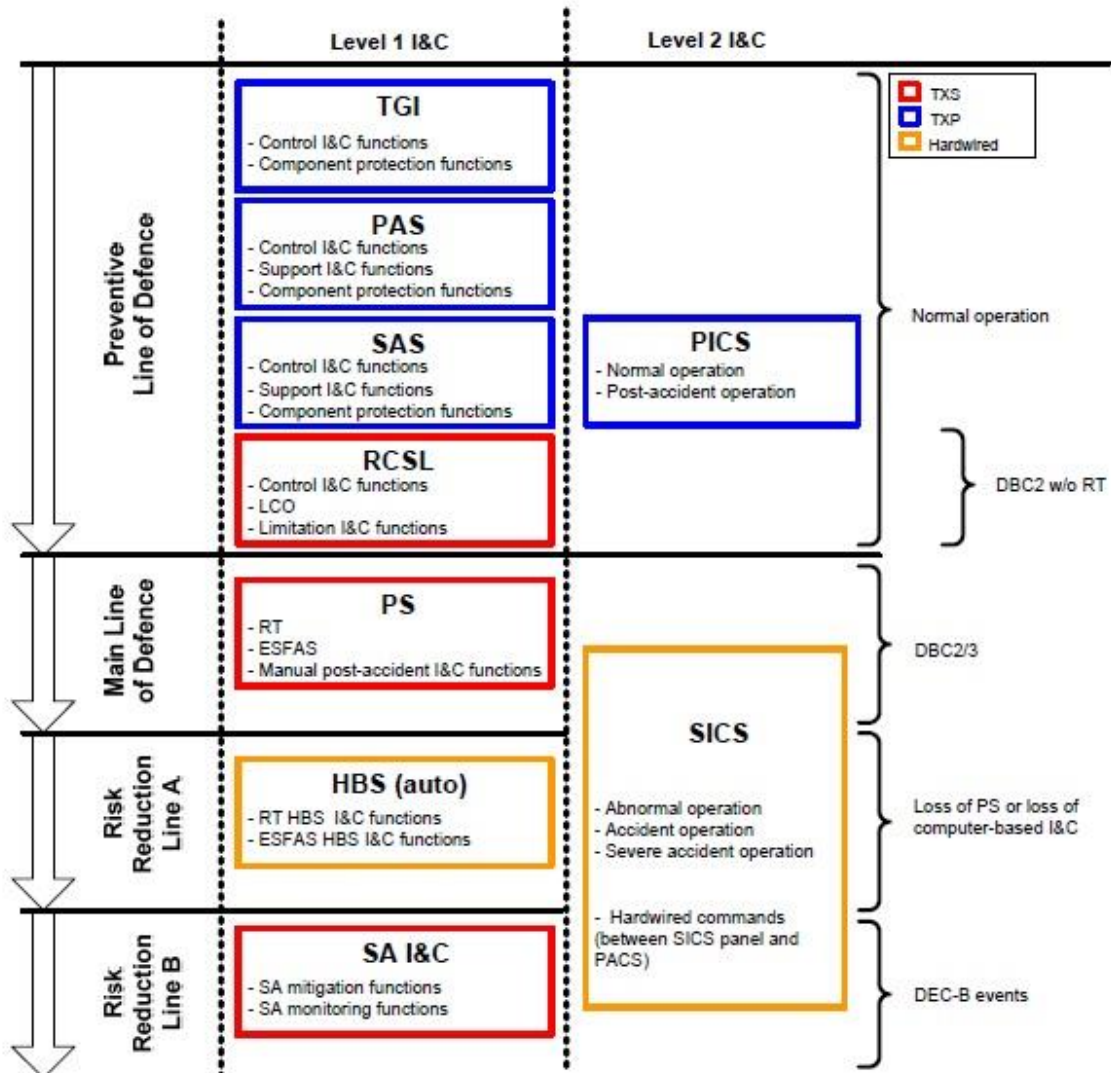 Level 1 I&C
Level 2 I&C
TXS
TXP
Hardwired
Preventive
Line of Defence
TGI
- Control I&C functions
- Component protection functions
PAS
- Control I&C functions
- Support I&C functions
- Component protection functions
SAS
- Control I&C functions
- Support I&C functions
- Component protection functions
RCSL
- Control I&C functions
- LCO
- Limitation I&C functions
PICS
- Normal operation
- Post-accident operation
Normal operation
DBC2 w/o RT
Main Line
of Defence
PS
- RT
- ESFAS
- Manual post-accident I&C functions
DBC2/3
Risk
Reduction
Line A
HBS (auto)
- RT HBS I&C functions
- ESFAS HBS I&C functions
SICS
- Abnormal operation
- Accident operation
- Severe accident operation
- Hardwired commands
(between SICS panel and
PACS)
Loss of PS or loss of
computer-based I&C
Risk
Reduction
Line B
SA I&C
- SA mitigation functions
- SA monitoring functions
DEC-B events